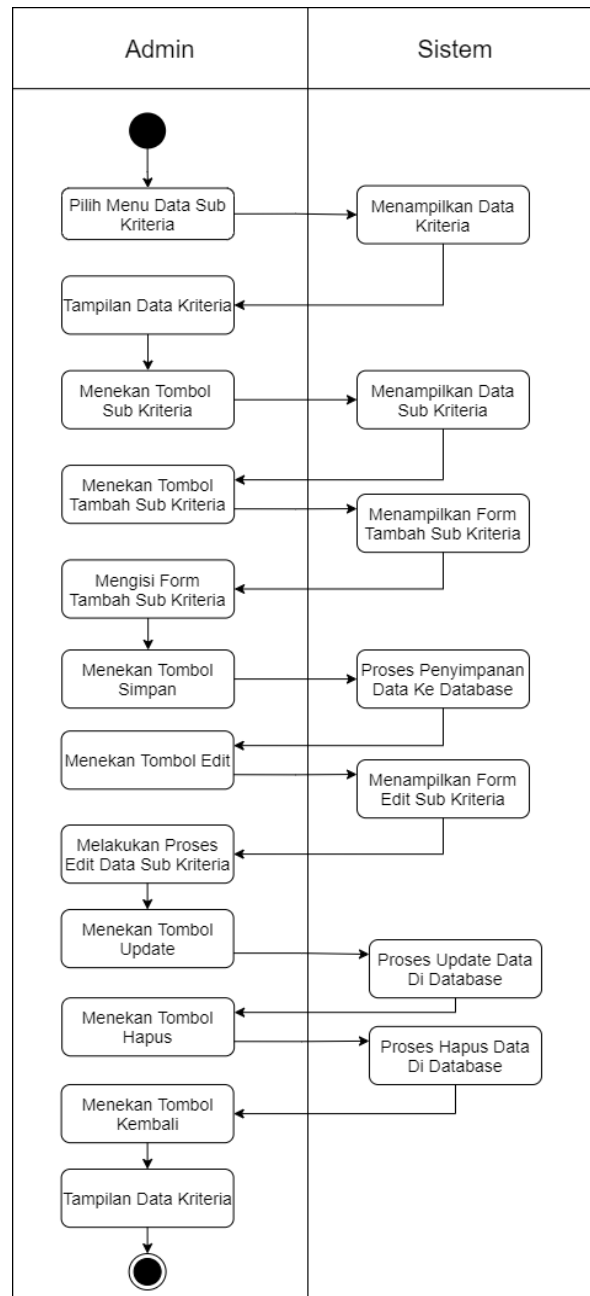 Admin
Sistem
Pilih Menu Data Sub
Kriteria
Menampilkan Data
Kriteria
Tampilan Data Kriteria
Menekan Tombol
Sub Kriteria
Menampilkan Data
Sub Kriteria
Menekan Tombol
Tambah Sub Kriteria
Menampilkan Form
Tambah Sub Kriteria
Mengisi Form
Tambah Sub Kriteria
Menekan Tombol
Simpan
Proses Penyimpanan
Data Ke Database
Menekan Tombol Edit
Menampilkan Form
Edit Sub Kriteria
Melakukan Proses
Edit Data Sub Kriteria
Menekan Tombol
Update
Proses Update Data
Di Database
Menekan Tombol
Hapus
Proses Hapus Data
Di Database
Menekan Tombol
Kembali
Tampilan Data Kriteria